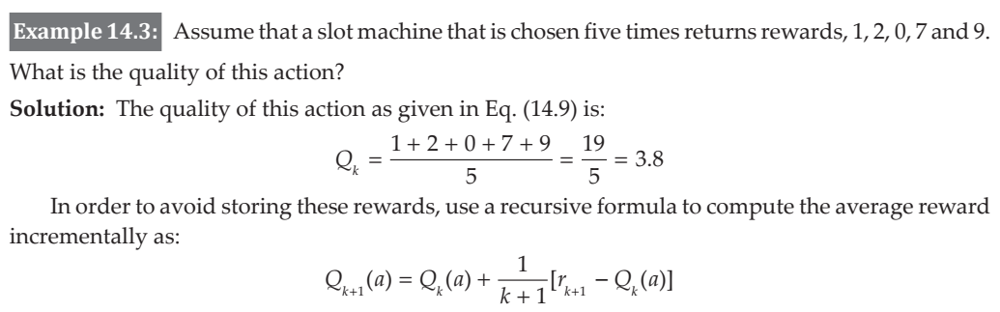 Example 14.3: Assume that a slot machine that is chosen five times returns rewards, 1, 2, 0, 7 and 9.
What is the quality of this action?
Solution: The quality of this action as given in Eq. (14.9) is:
Q_k = (1 + 2 + 0 + 7 + 9)/5 = 19/5 = 3.8
In order to avoid storing these rewards, use a recursive formula to compute the average reward
incrementally as:
Q_{k+1}(a) = Q_k(a) + 1/(k + 1)[r_{k+1} − Q_k(a)]